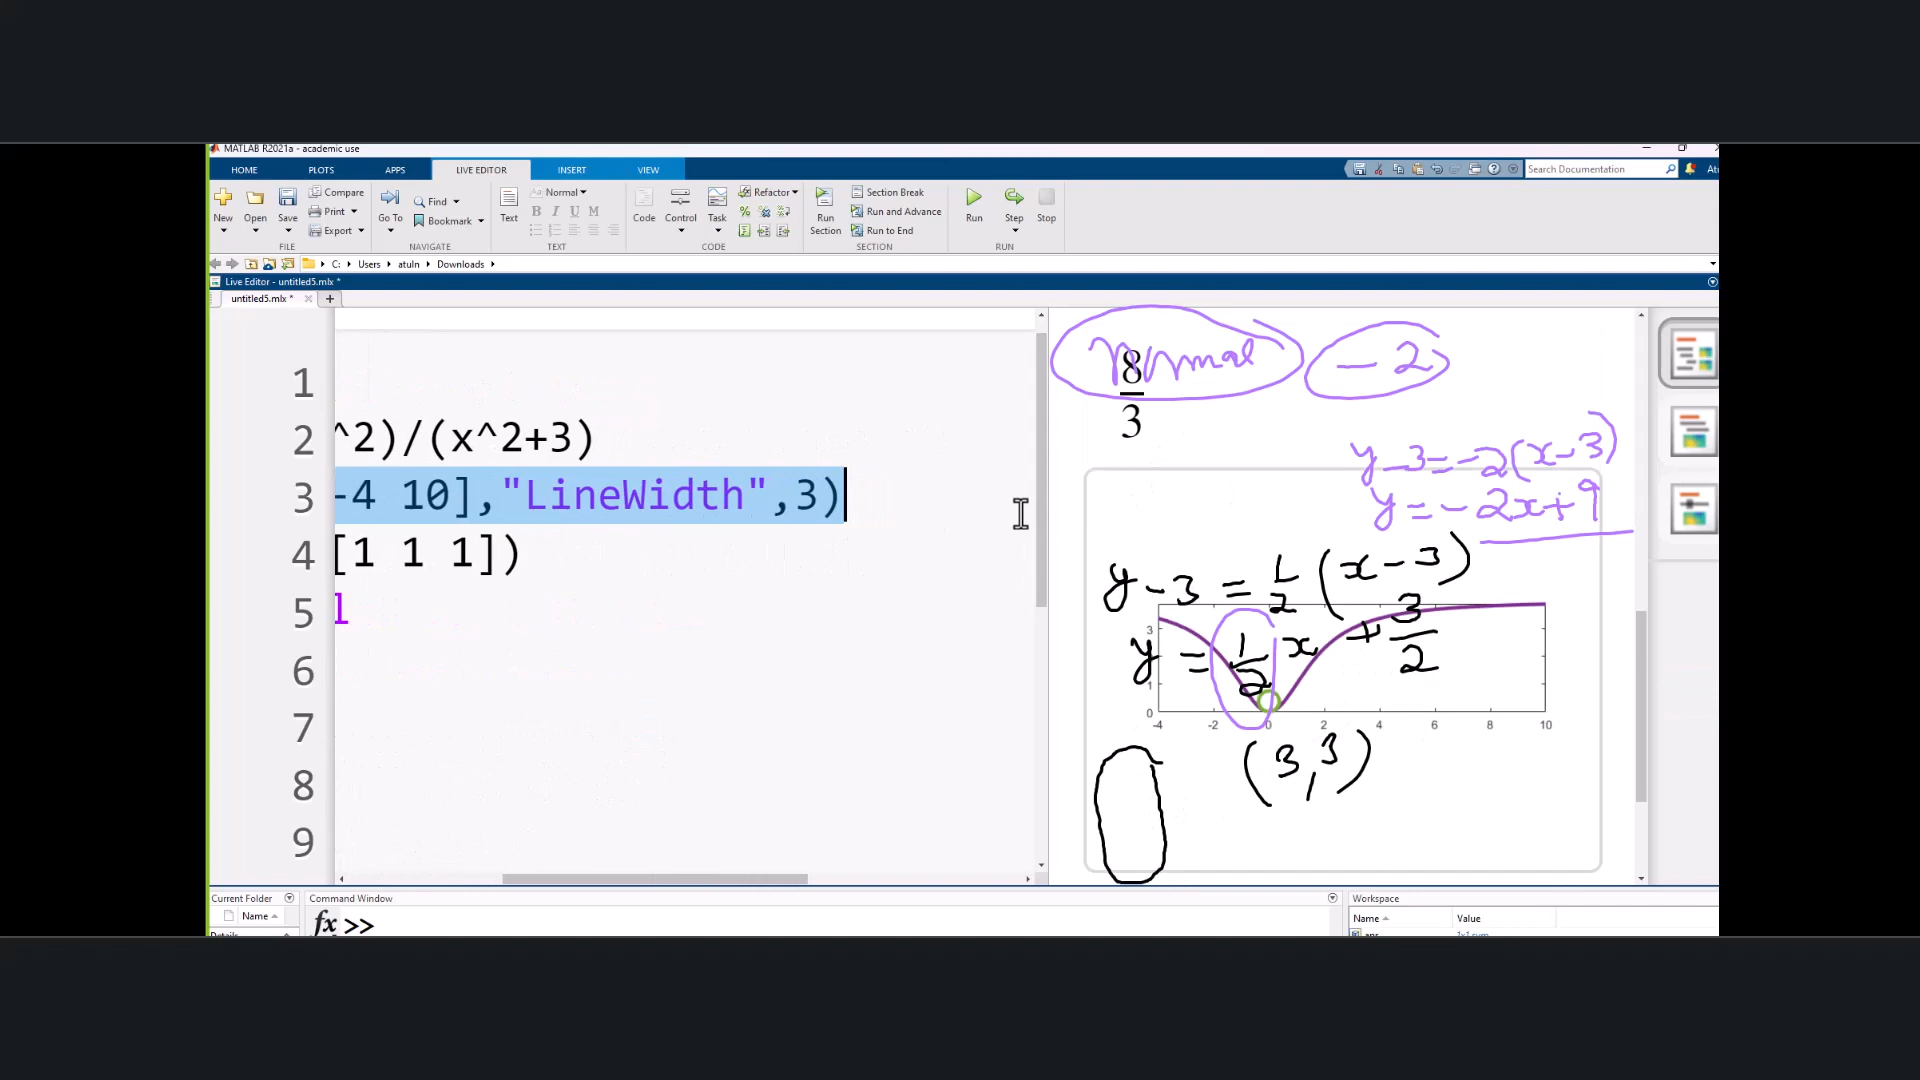 MATLAB R2021a - academic use
HOME PLOTS APPS LIVE EDITOR INSERT VIEW
Search Documentation
New Open Save Compare Print Export
Go To Find Bookmark
Text Normal B I U M
Code Control Task Refactor
Run Section Section Break Run and Advance Run to End
Run Step Stop
FILE NAVIGATE TEXT CODE SECTION RUN
C: Users atuln Downloads
Live Editor - untitled5.mlx *
untitled5.mlx *
1
2 ^2)/(x^2+3)
3 -4 10],"LineWidth",3)
4 [1 1 1])
5 l
6
7
8
9
normal -2
8
3
y-3=-2(x-3)
y=-2x+9
y-3=1/2(x-3)
y=1/2x+3/2
3
1
0
-4 -2 0 2 4 6 8 10
(3,3)
Current Folder
Name
Command Window
fx >>
Workspace
Name Value